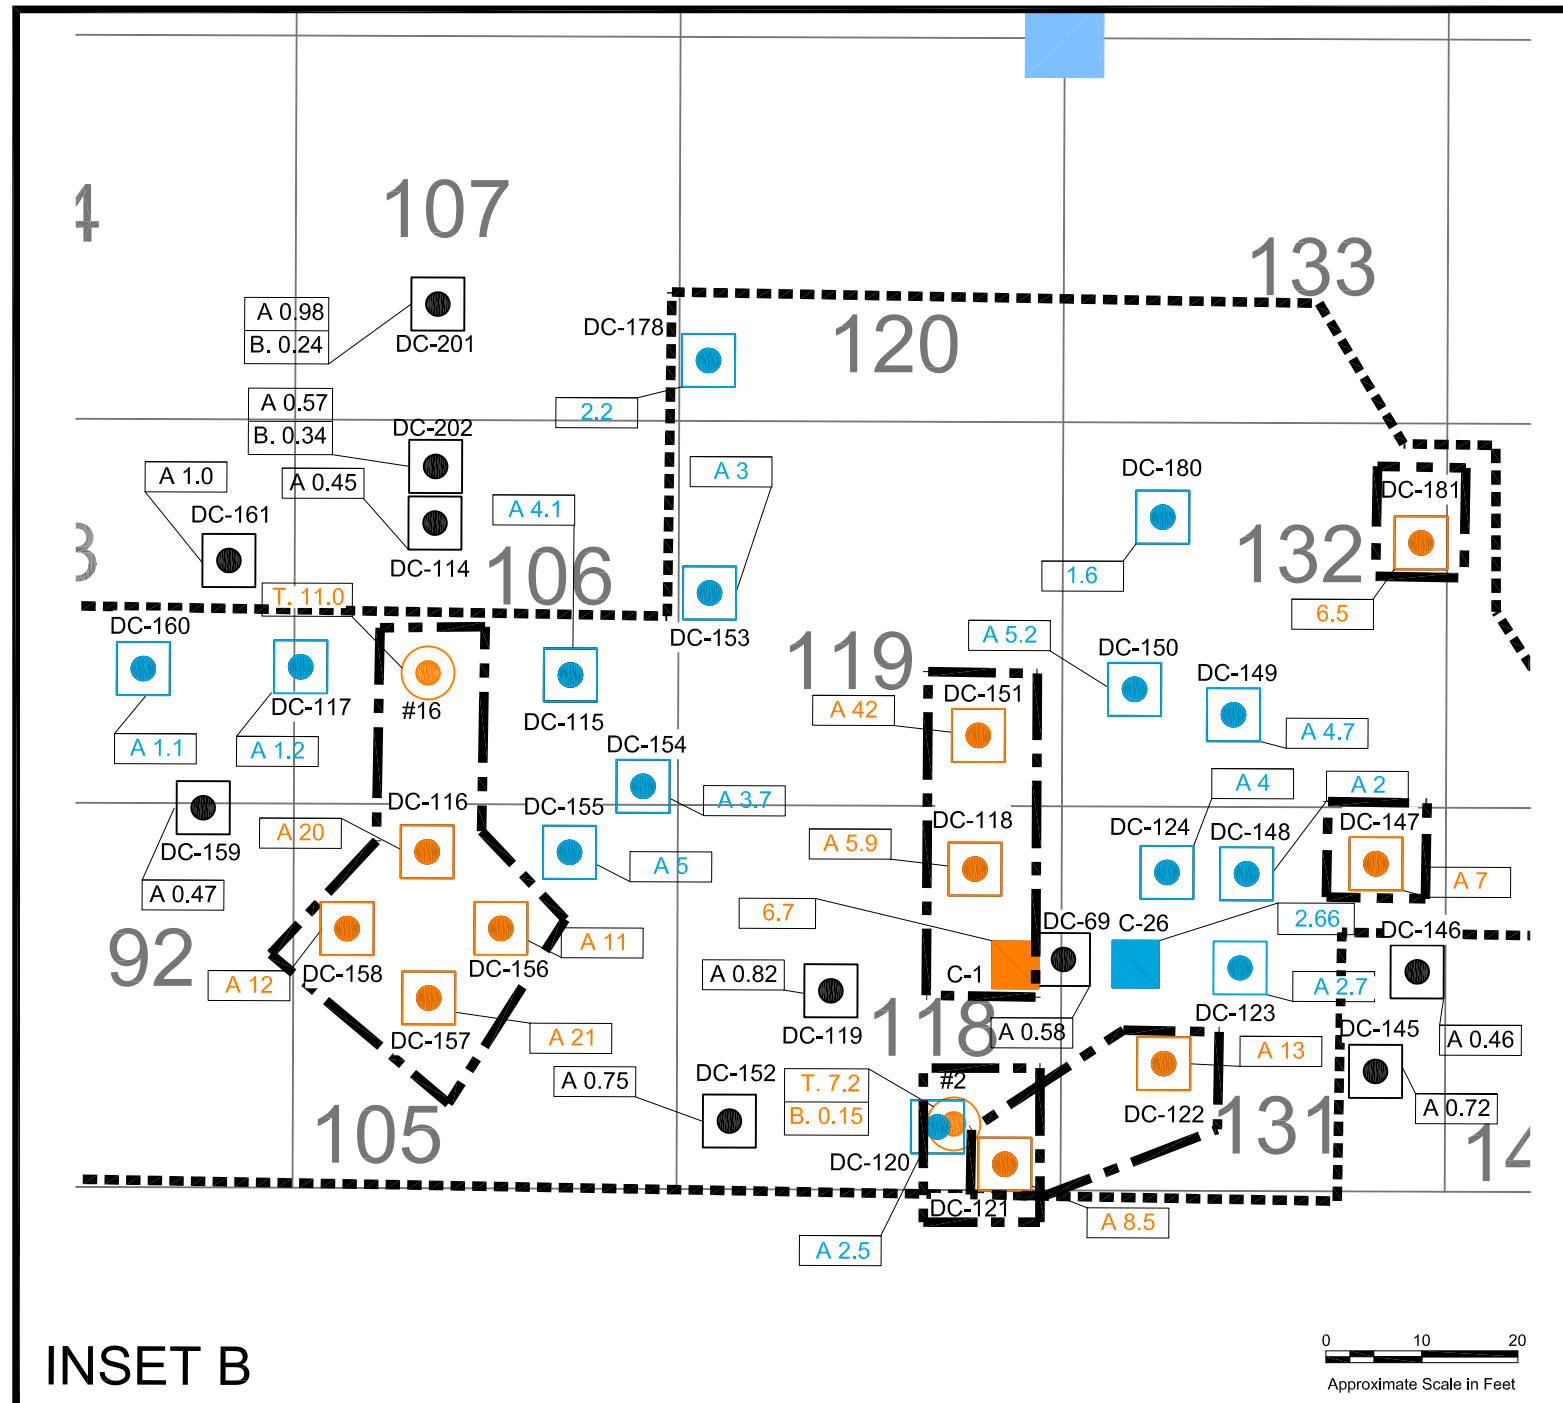 4
107
133
A 0.98
B. 0.24
DC-201
DC-178
120
2.2
A 0.57
B. 0.34
DC-202
A 1.0
A 0.45
DC-161
DC-114
A 4.1
106
A 3
DC-180
1.6
DC-181
132
6.5
3
T. 11.0
DC-160
DC-117
#16
DC-115
DC-153
119
A 5.2
DC-150
DC-149
A 1.1
A 1.2
DC-154
A 42
DC-151
A 4.7
A 3.7
A 4
A 2
DC-116
DC-155
DC-159
A 20
A 5
A 5.9
DC-118
DC-124
DC-148
DC-147
A 7
A 0.47
6.7
DC-69
C-26
2.66
DC-146
92
A 12
DC-158
DC-156
A 11
A 0.82
C-1
A 2.7
DC-157
A 21
DC-119
118
A 0.58
DC-123
DC-145
A 0.46
A 0.75
DC-152
T. 7.2
B. 0.15
#2
A 13
DC-122
131
A 0.72
105
DC-120
14
DC-121
A 8.5
A 2.5
INSET B
0 10 20
Approximate Scale in Feet